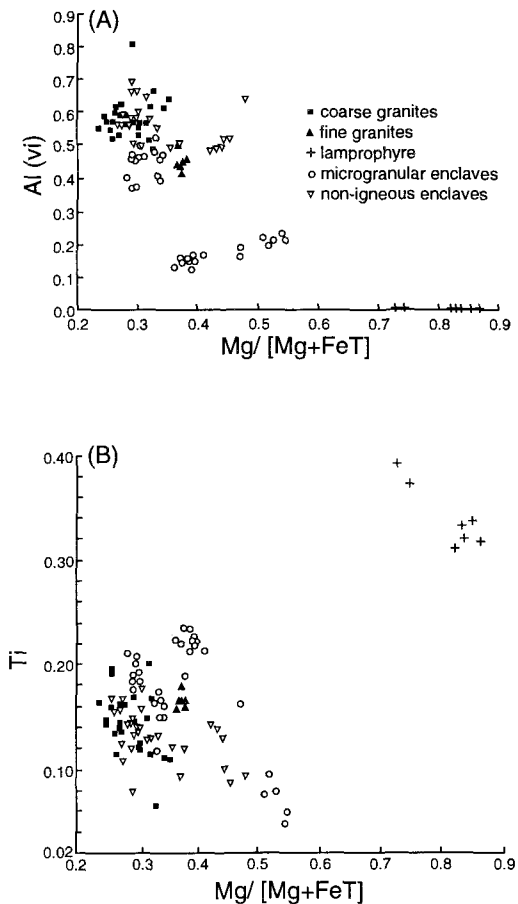 (A)
0.9
0.8
0.7
0.6
0.5
0.4
0.3
0.2
0.1
0.0
Al (vi)
coarse granites
fine granites
lamprophyre
microgranular enclaves
non-igneous enclaves
0.2 0.3 0.4 0.5 0.6 0.7 0.8 0.9
Mg/ [Mg+FeT]
(B)
0.40
0.30
0.20
0.10
0.02
Ti
0.2 0.3 0.4 0.5 0.6 0.7 0.8 0.9
Mg/ [Mg+FeT]